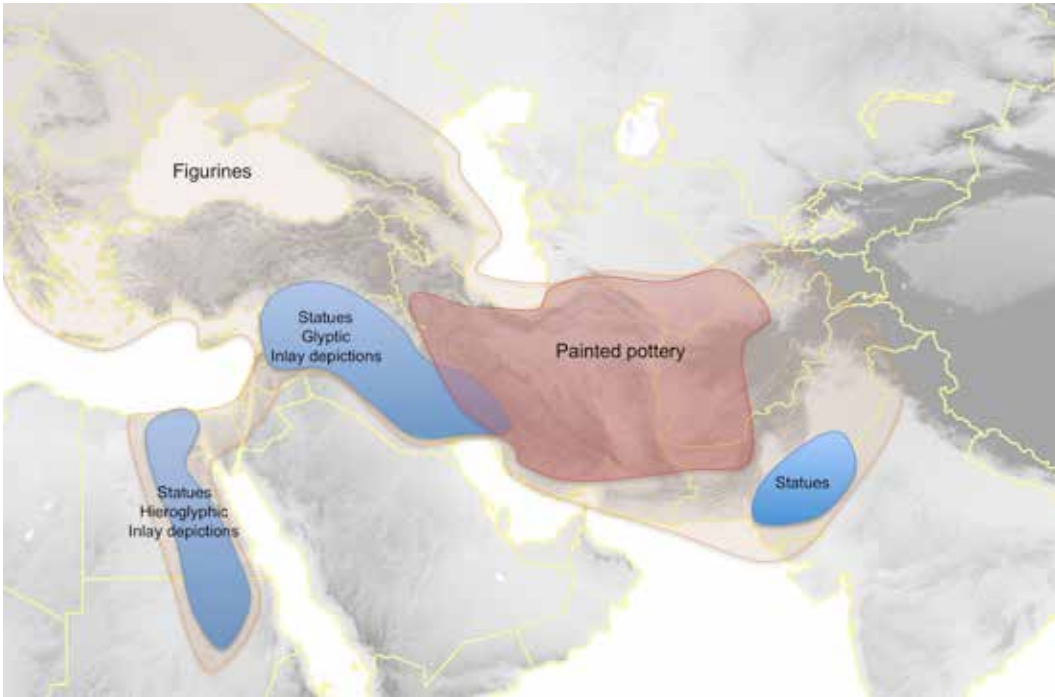 Figurines
Statues
Glyptic
Inlay depictions
Painted pottery
Statues
Hieroglyphic
Inlay depictions
Statues